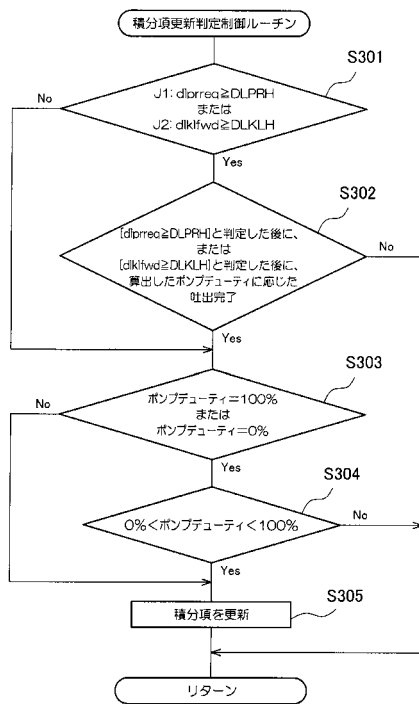 積分項更新判定制御ルーチン
S301
J1: dlprreq≧DLPRH
または
J2: dlklfwd≧DLKLH
No
Yes
S302
[dlprreq≧DLPRH]と判定した後に、
または
[dlklfwd≧DLKLH]と判定した後に、
算出したポンプデューティに応じた
吐出完了
No
Yes
S303
ポンプデューティ=100%
または
ポンプデューティ=0%
No
Yes
S304
0%<ポンプデューティ<100%
No
Yes
S305
積分項を更新
リターン